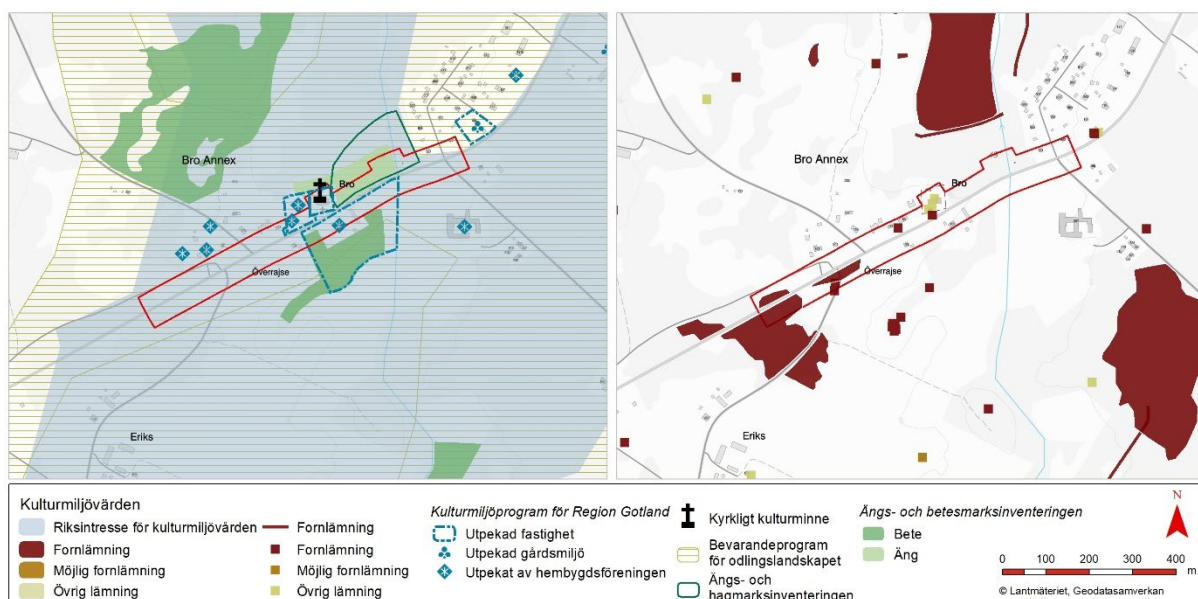 Bro Annex
Bro
Överrajse
Eriks
Bro Annex
Bro
Överrajse
Eriks
Kulturmiljövärden
Riksintresse för kulturmiljövärden
Fornlämning
Möjlig fornlämning
Övrig lämning
Fornlämning
Fornlämning
Möjlig fornlämning
Övrig lämning
Kulturmiljöprogram för Region Gotland
Utpekad fastighet
Utpekad gårdsmiljö
Utpekat av hembygdsföreningen
Kyrkligt kulturminne
Bevarandeprogram
för odlingslandskapet
Ängs- och
hagmarksinventeringen
Ängs- och betesmarksinventeringen
Bete
Äng
N
0 100 200 300 400
m
© Lantmäteriet, Geodatasamverkan